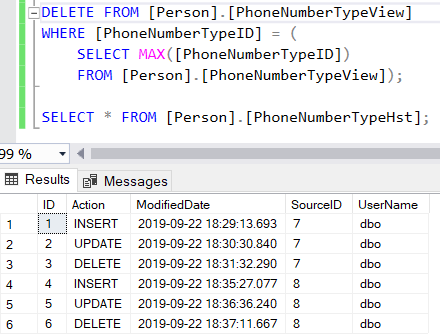 DELETE FROM [Person].[PhoneNumberTypeView]
WHERE [PhoneNumberTypeID] = (
SELECT MAX([PhoneNumberTypeID])
FROM [Person].[PhoneNumberTypeView]);
SELECT * FROM [Person].[PhoneNumberTypeHst];
99 %
Results Messages
ID Action ModifiedDate SourceID UserName
1 1 INSERT 2019-09-22 18:29:13.693 7 dbo
2 2 UPDATE 2019-09-22 18:30:30.840 7 dbo
3 3 DELETE 2019-09-22 18:31:32.290 7 dbo
4 4 INSERT 2019-09-22 18:35:27.077 8 dbo
5 5 UPDATE 2019-09-22 18:36:36.240 8 dbo
6 6 DELETE 2019-09-22 18:37:11.667 8 dbo